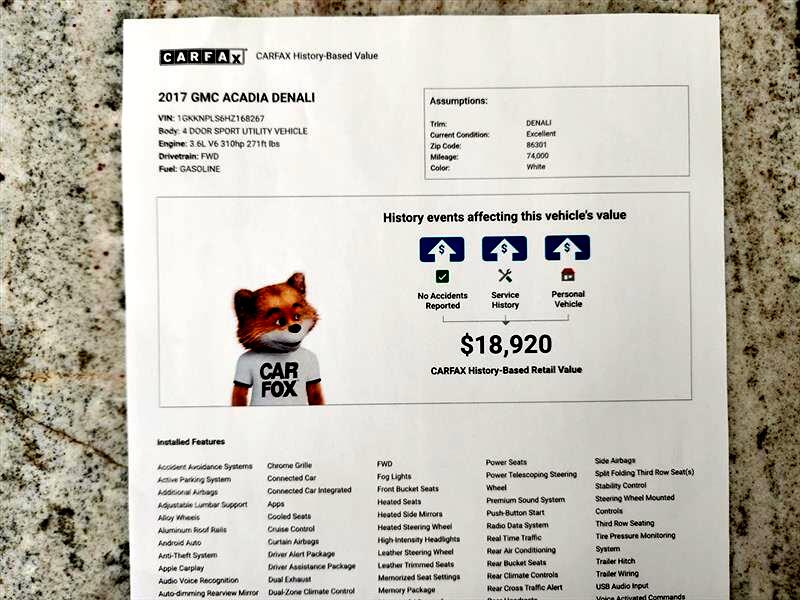 CARFAX CARFAX History-Based Value
2017 GMC ACADIA DENALI
VIN: 1GKKNPLS6HZ168267
Body: 4 DOOR SPORT UTILITY VEHICLE
Engine: 3.6L V6 310hp 271ft lbs
Drivetrain: FWD
Fuel: GASOLINE
Assumptions:
Trim: DENALI
Current Condition: Excellent
Zip Code: 86301
Mileage: 74,000
Color: White
History events affecting this vehicle's value
$ $ $
No Accidents Reported
Service History
Personal Vehicle
$18,920
CARFAX History-Based Retail Value
CAR
FOX
Installed Features
Accident Avoidance Systems
Active Parking System
Additional Airbags
Adjustable Lumbar Support
Alloy Wheels
Aluminum Roof Rails
Android Auto
Anti-Theft System
Apple Carplay
Audio Voice Recognition
Auto-dimming Rearview Mirror
Chrome Grille
Connected Car
Connected Car Integrated
Apps
Cooled Seats
Cruise Control
Curtain Airbags
Driver Alert Package
Driver Assistance Package
Dual Exhaust
Dual-Zone Climate Control
FWD
Fog Lights
Front Bucket Seats
Heated Seats
Heated Side Mirrors
Heated Steering Wheel
High-Intensity Headlights
Leather Steering Wheel
Leather Trimmed Seats
Memorized Seat Settings
Memory Package
Power Seats
Power Telescoping Steering
Wheel
Premium Sound System
Push-Button Start
Radio Data System
Real Time Traffic
Rear Air Conditioning
Rear Bucket Seats
Rear Climate Controls
Rear Cross Traffic Alert
Side Airbags
Split Folding Third Row Seat(s)
Stability Control
Steering Wheel Mounted
Controls
Third Row Seating
Tire Pressure Monitoring
System
Trailer Hitch
Trailer Wiring
USB Audio Input
Voice Activated Commands